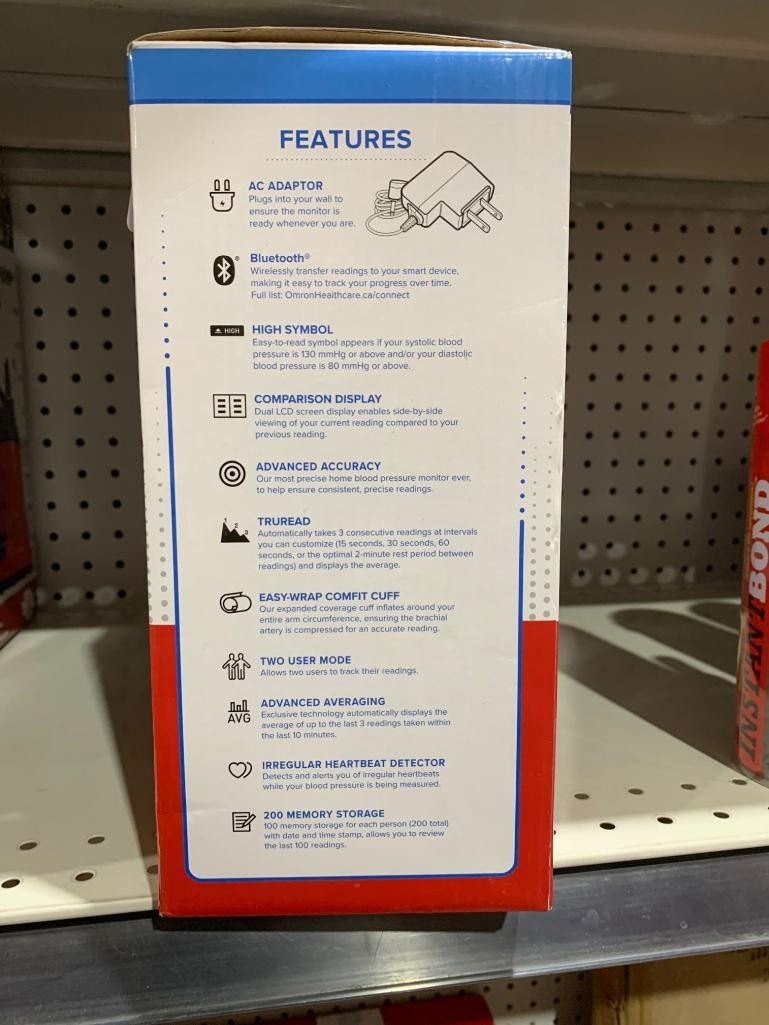 FEATURES
AC ADAPTOR
Plugs into your wall to
ensure the monitor is
ready whenever you are.
Bluetooth®
Wirelessly transfer readings to your smart device,
making it easy to track your progress over time.
Full list: OmronHealthcare.ca/connect
HIGH
HIGH SYMBOL
Easy-to-read symbol appears if your systolic blood
pressure is 130 mmHg or above and/or your diastolic
blood pressure is 80 mmHg or above.
COMPARISON DISPLAY
Dual LCD screen display enables side-by-side
viewing of your current reading compared to your
previous reading.
ADVANCED ACCURACY
Our most precise home blood pressure monitor ever,
to help ensure consistent, precise readings.
1 2 3
TRUREAD
Automatically takes 3 consecutive readings at intervals
you can customize (15 seconds, 30 seconds, 60
seconds, or the optimal 2-minute rest period between
readings) and displays the average.
EASY-WRAP COMFIT CUFF
Our expanded coverage cuff inflates around your
entire arm circumference, ensuring the brachial
artery is compressed for an accurate reading.
TWO USER MODE
Allows two users to track their readings.
AVG
ADVANCED AVERAGING
Exclusive technology automatically displays the
average of up to the last 3 readings taken within
the last 10 minutes.
IRREGULAR HEARTBEAT DETECTOR
Detects and alerts you of irregular heartbeats
while your blood pressure is being measured.
200 MEMORY STORAGE
100 memory storage for each person (200 total)
with date and time stamp, allows you to review
the last 100 readings.
INSTANT BOND